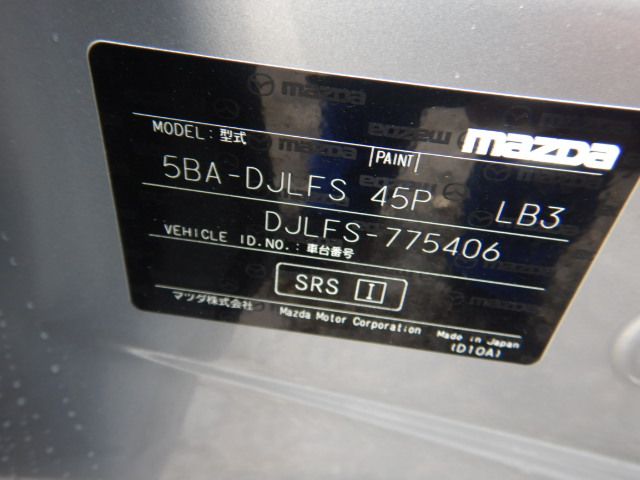 mazda
MODEL:型式
PAINT
mazda
5BA-DJLFS 45P LB3
DJLFS-775406
VEHICLE ID.NO.:車台番号
SRS I
マツダ株式会社 Mazda Motor Corporation Made in Japan
(D10A)